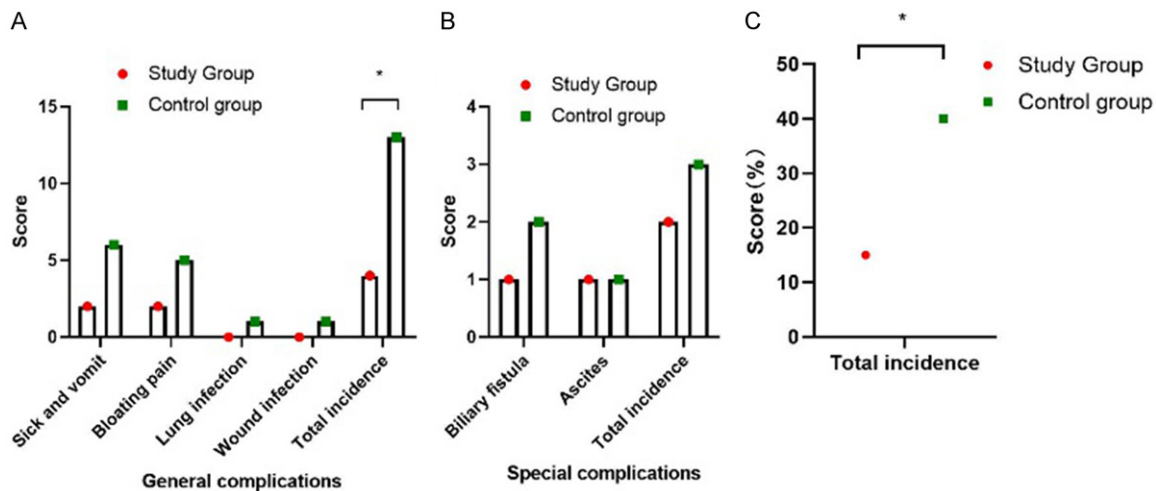 A
Study Group
Control group
*
15
10
5
0
Score
Sick and vomit
Bloating pain
Lung infection
Wound infection
Total incidence
General complications
B
Study Group
Control group
4
3
2
1
0
Score
Biliary fistula
Ascites
Total incidence
Special complications
C
*
Study Group
Control group
50
40
30
20
10
0
Score(%)
Total incidence